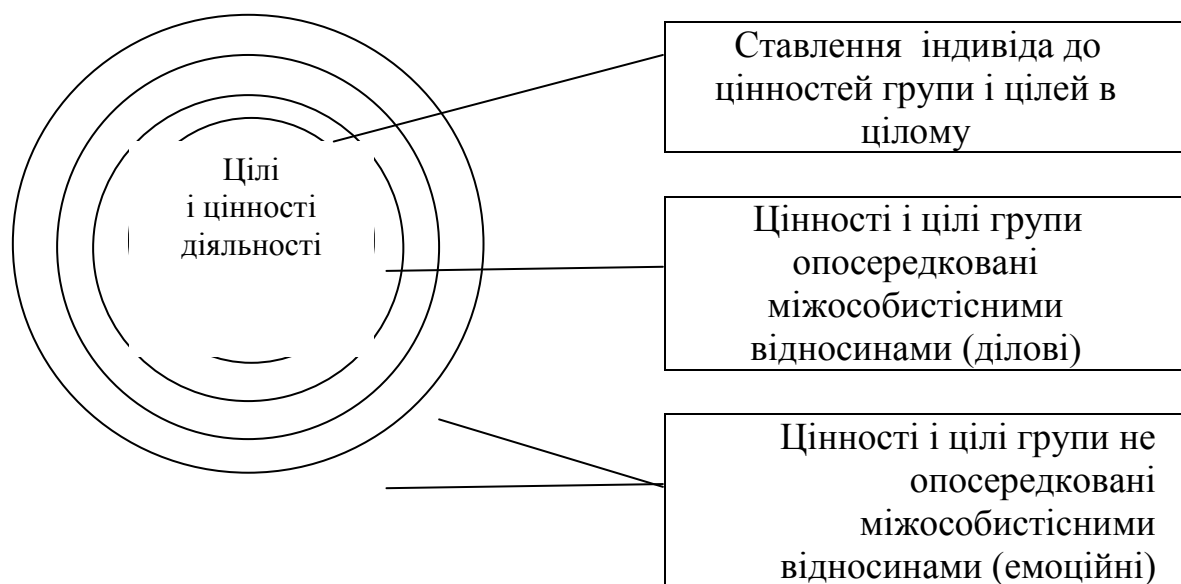 Цілі
і цінності
діяльності
Ставлення індивіда до
цінностей групи і цілей в
цілому
Цінності і цілі групи
опосередковані
міжособистісними
відносинами (ділові)
Цінності і цілі групи не
опосередковані
міжособистісними
відносинами (емоційні)